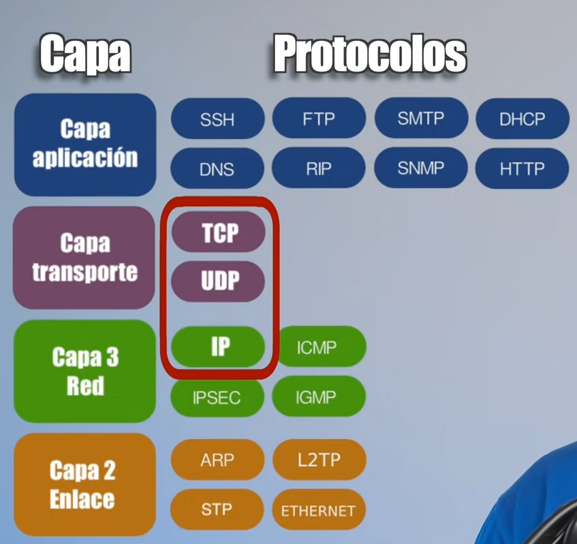 Capa Protocolos
Capa aplicación
SSH FTP SMTP DHCP
DNS RIP SNMP HTTP
Capa transporte
TCP
UDP
Capa 3
Red
IP ICMP
IPSEC IGMP
Capa 2
Enlace
ARP L2TP
STP ETHERNET